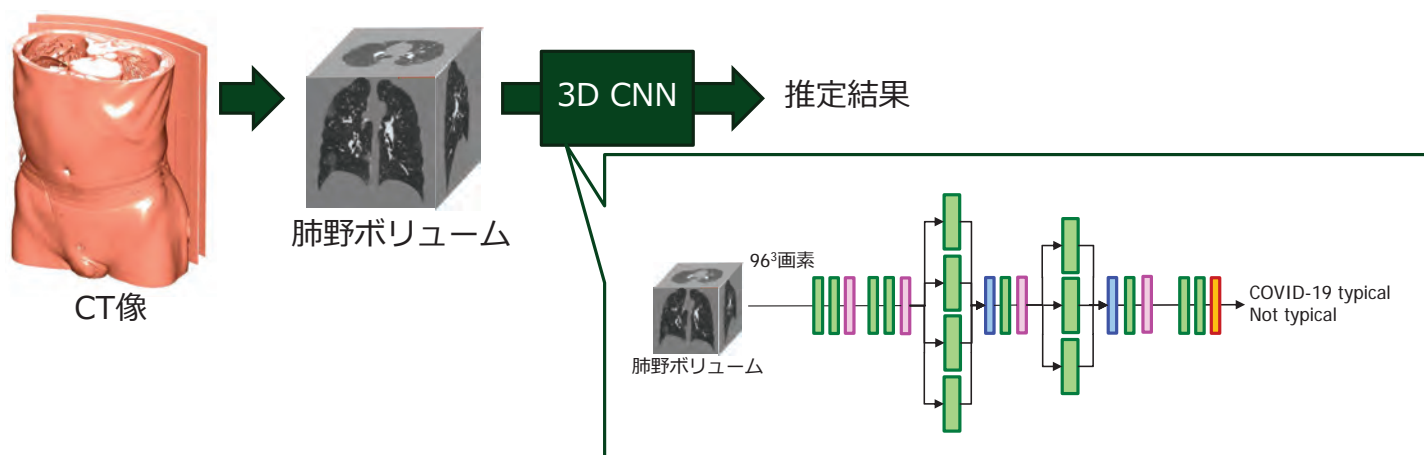 CT像
肺野ボリューム
3D CNN
推定結果
96³画素
肺野ボリューム
COVID-19 typical
Not typical